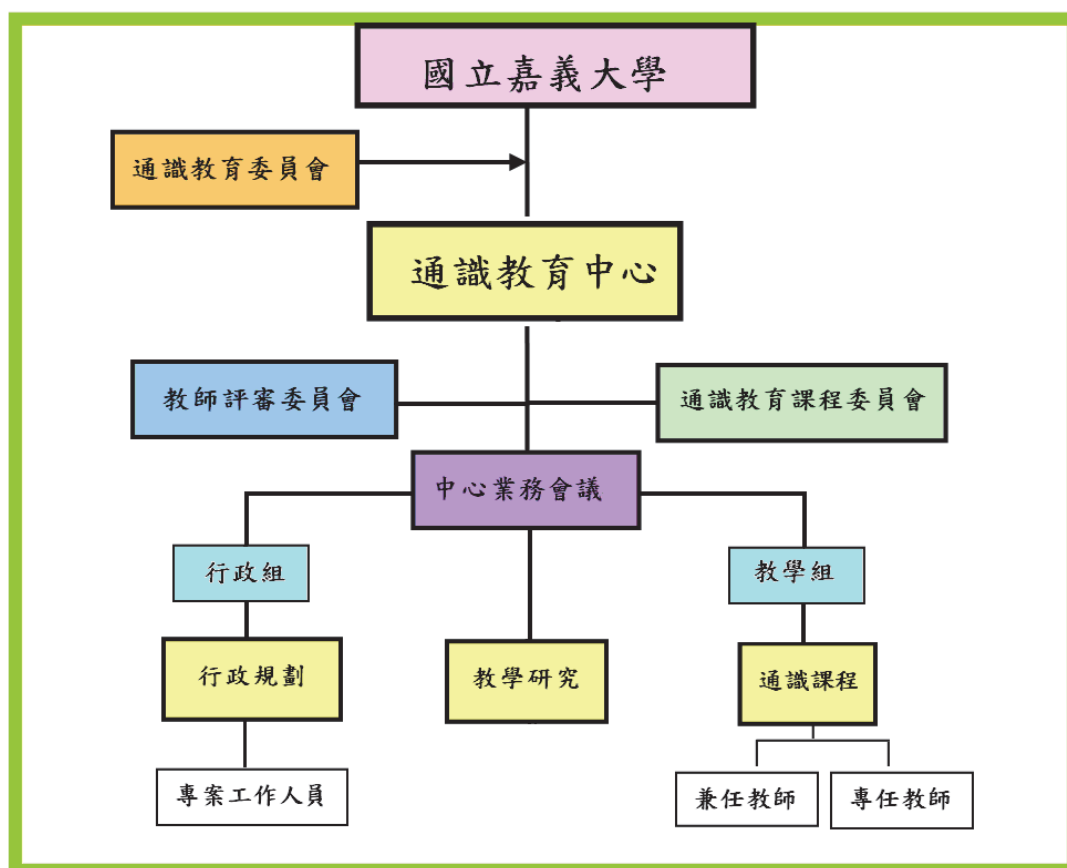 國立嘉義大學
通識教育委員會
通識教育中心
教師評審委員會
通識教育課程委員會
中心業務會議
行政組
教學組
行政規劃
教學研究
通識課程
專案工作人員
兼任教師
專任教師